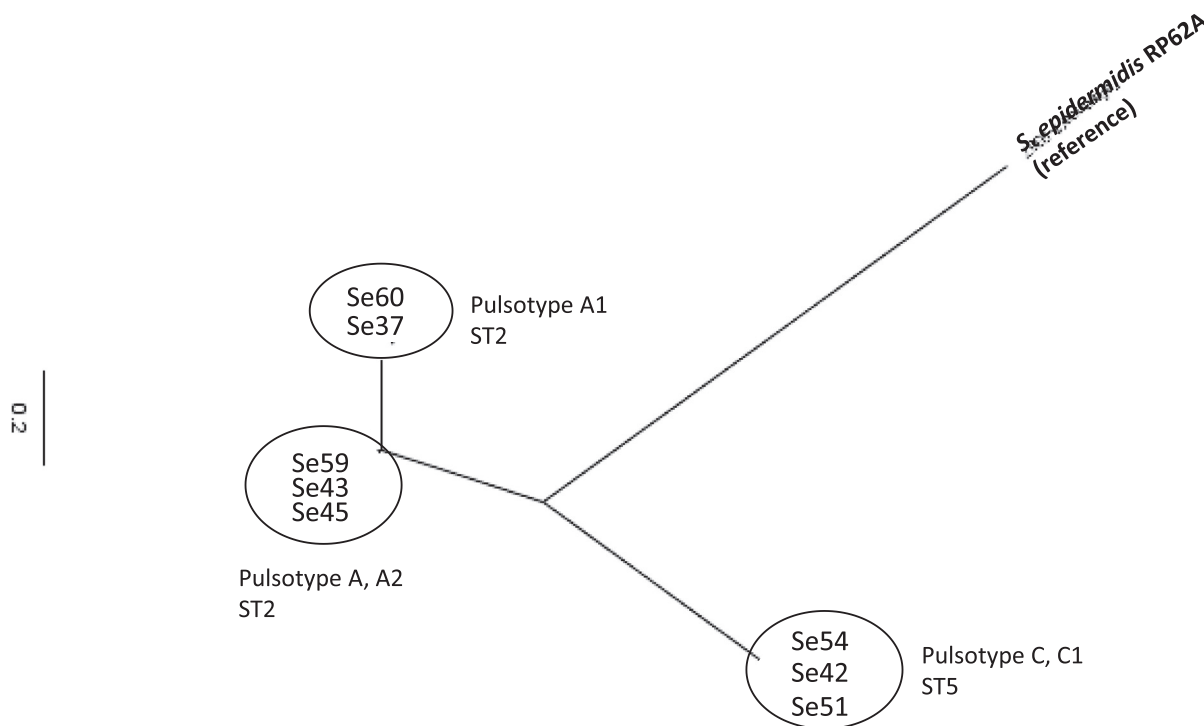 S. epidermidis RP62A
(reference)
Se60
Se37
Pulsotype A1
ST2
0.2
Se59
Se43
Se45
Pulsotype A, A2
ST2
Se54
Se42
Se51
Pulsotype C, C1
ST5